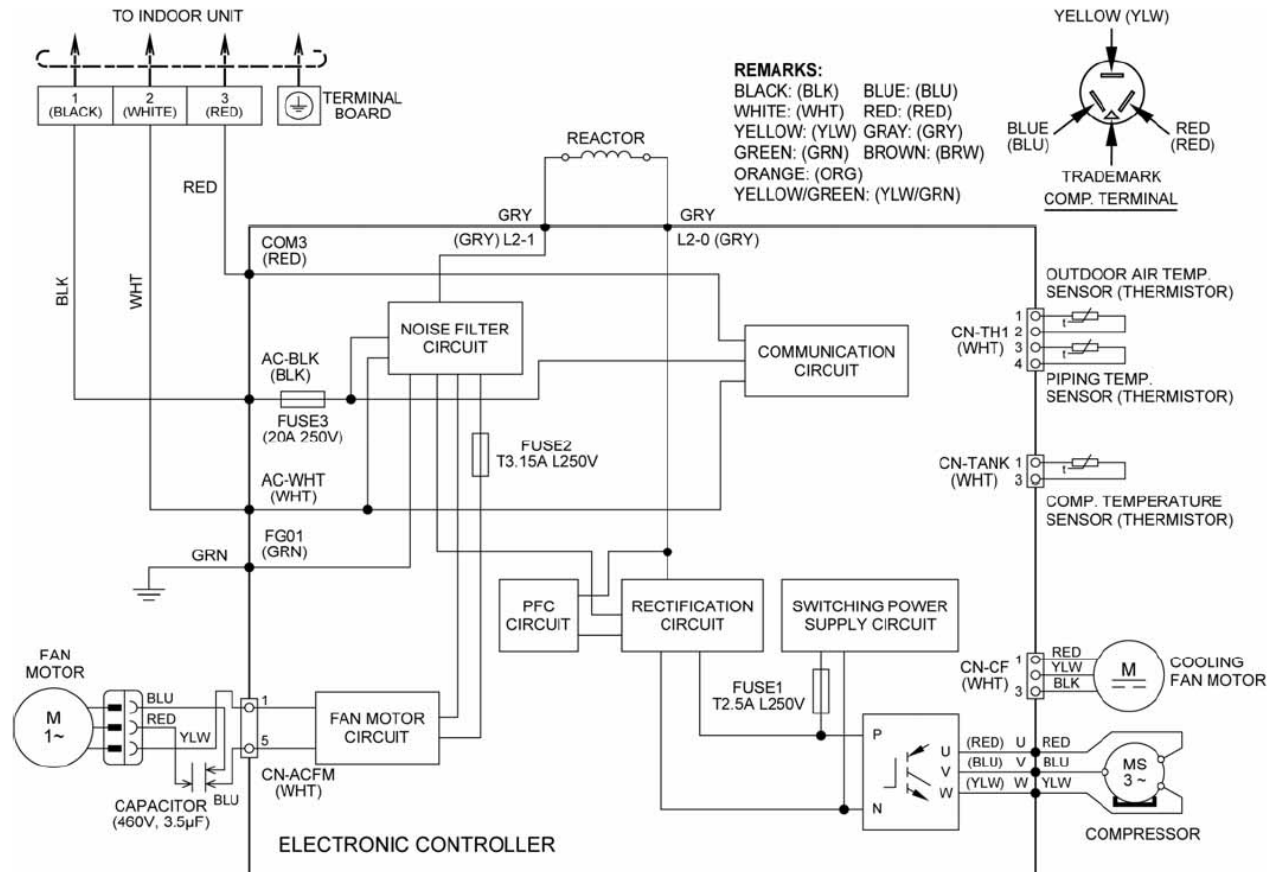 TO INDOOR UNIT
1
(BLACK)
2
(WHITE)
3
(RED)
TERMINAL
BOARD
REMARKS:
BLACK: (BLK) BLUE: (BLU)
WHITE: (WHT) RED: (RED)
YELLOW: (YLW) GRAY: (GRY)
GREEN: (GRN) BROWN: (BRW)
ORANGE: (ORG)
YELLOW/GREEN: (YLW/GRN)
YELLOW (YLW)
BLUE
(BLU)
RED
(RED)
TRADEMARK
COMP. TERMINAL
REACTOR
RED
BLK
WHT
GRY
GRY
(GRY) L2-1
L2-0 (GRY)
COM3
(RED)
NOISE FILTER
CIRCUIT
COMMUNICATION
CIRCUIT
AC-BLK
(BLK)
FUSE3
(20A 250V)
FUSE2
T3.15A L250V
AC-WHT
(WHT)
FG01
(GRN)
GRN
OUTDOOR AIR TEMP.
SENSOR (THERMISTOR)
CN-TH1
(WHT)
1
2
3
4
t
t
PIPING TEMP.
SENSOR (THERMISTOR)
CN-TANK
(WHT)
1
3
t
COMP. TEMPERATURE
SENSOR (THERMISTOR)
PFC
CIRCUIT
RECTIFICATION
CIRCUIT
SWITCHING POWER
SUPPLY CIRCUIT
FUSE1
T2.5A L250V
CN-CF
(WHT)
1
3
RED
YLW
BLK
M
COOLING
FAN MOTOR
FAN
MOTOR
M
1~
BLU
RED
YLW
1
5
CN-ACFM
(WHT)
BLU
CAPACITOR
(460V, 3.5µF)
FAN MOTOR
CIRCUIT
P
N
U
V
W
(RED) U RED
(BLU) V BLU
(YLW) W YLW
MS
3 ~
COMPRESSOR
ELECTRONIC CONTROLLER